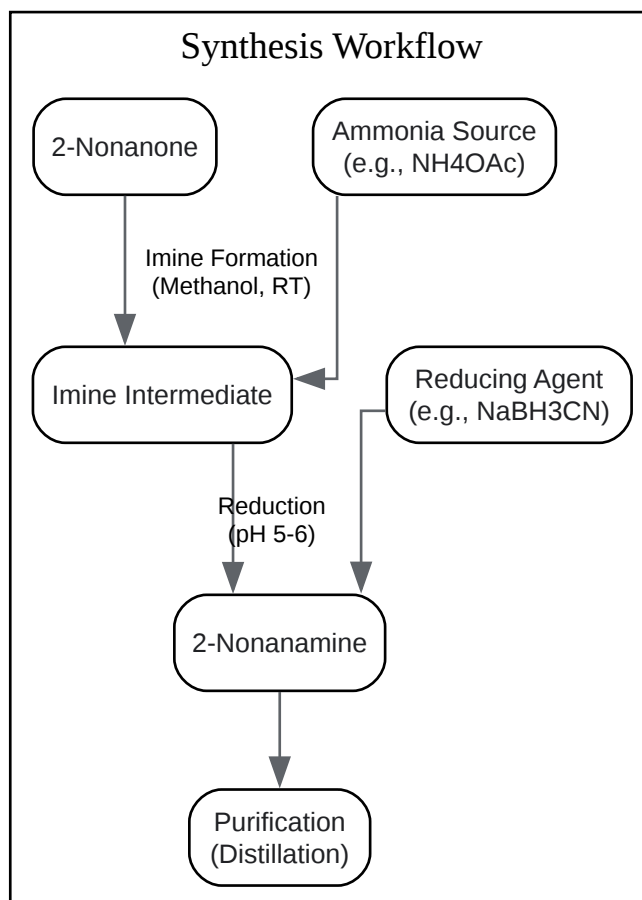 Synthesis Workflow
2-Nonanone
Ammonia Source
(e.g., NH4OAc)
Imine Formation
(Methanol, RT)
Imine Intermediate
Reducing Agent
(e.g., NaBH3CN)
Reduction
(pH 5-6)
2-Nonanamine
Purification
(Distillation)